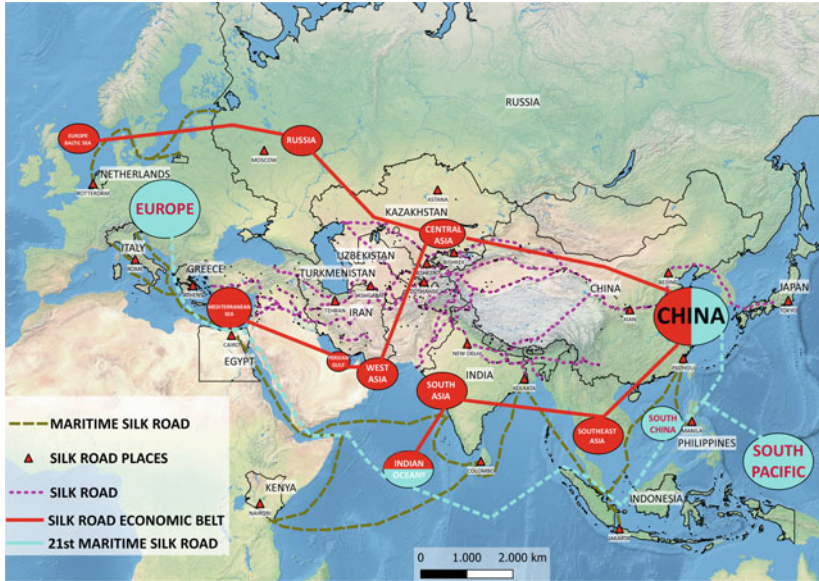 RUSSIA
EUROPE
BALTIC SEA
RUSSIA
MOSCOW
NETHERLANDS
ROTTERDAM
ASTANA
EUROPE
KAZAKHSTAN
CENTRAL
ASIA
ITALY
ROME
UZBEKISTAN
GREECE
TURKMENISTAN
ATHENS
MEDITERRANEAN
SEA
TEHRAN
IRAN
CHINA
BEIJING
XIAN
CHINA
JAPAN
TOKYO
CAIRO
EGYPT
PERSIAN
GULF
WEST
ASIA
NEW DELHI
INDIA
KOLKATA
SOUTH
ASIA
SOUTHEAST
ASIA
SOUTH
CHINA
MANILA
PHILIPPINES
SOUTH
PACIFIC
INDIAN
OCEAN
COLOMBO
KENYA
NAIROBI
INDONESIA
JAKARTA
MARITIME SILK ROAD
SILK ROAD PLACES
SILK ROAD
SILK ROAD ECONOMIC BELT
21st MARITIME SILK ROAD
0 1.000 2.000 km